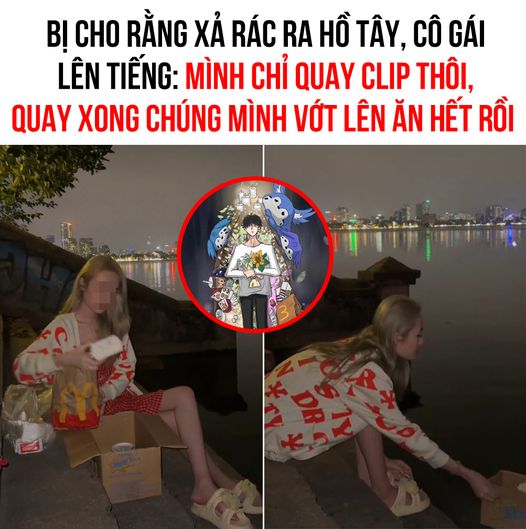 BỊ CHO RẰNG XẢ RÁC RA HỒ TÂY, CÔ GÁI
LÊN TIẾNG: MÌNH CHỈ QUAY CLIP THÔI,
QUAY XONG CHÚNG MÌNH VỚT LÊN ĂN HẾT RỒI